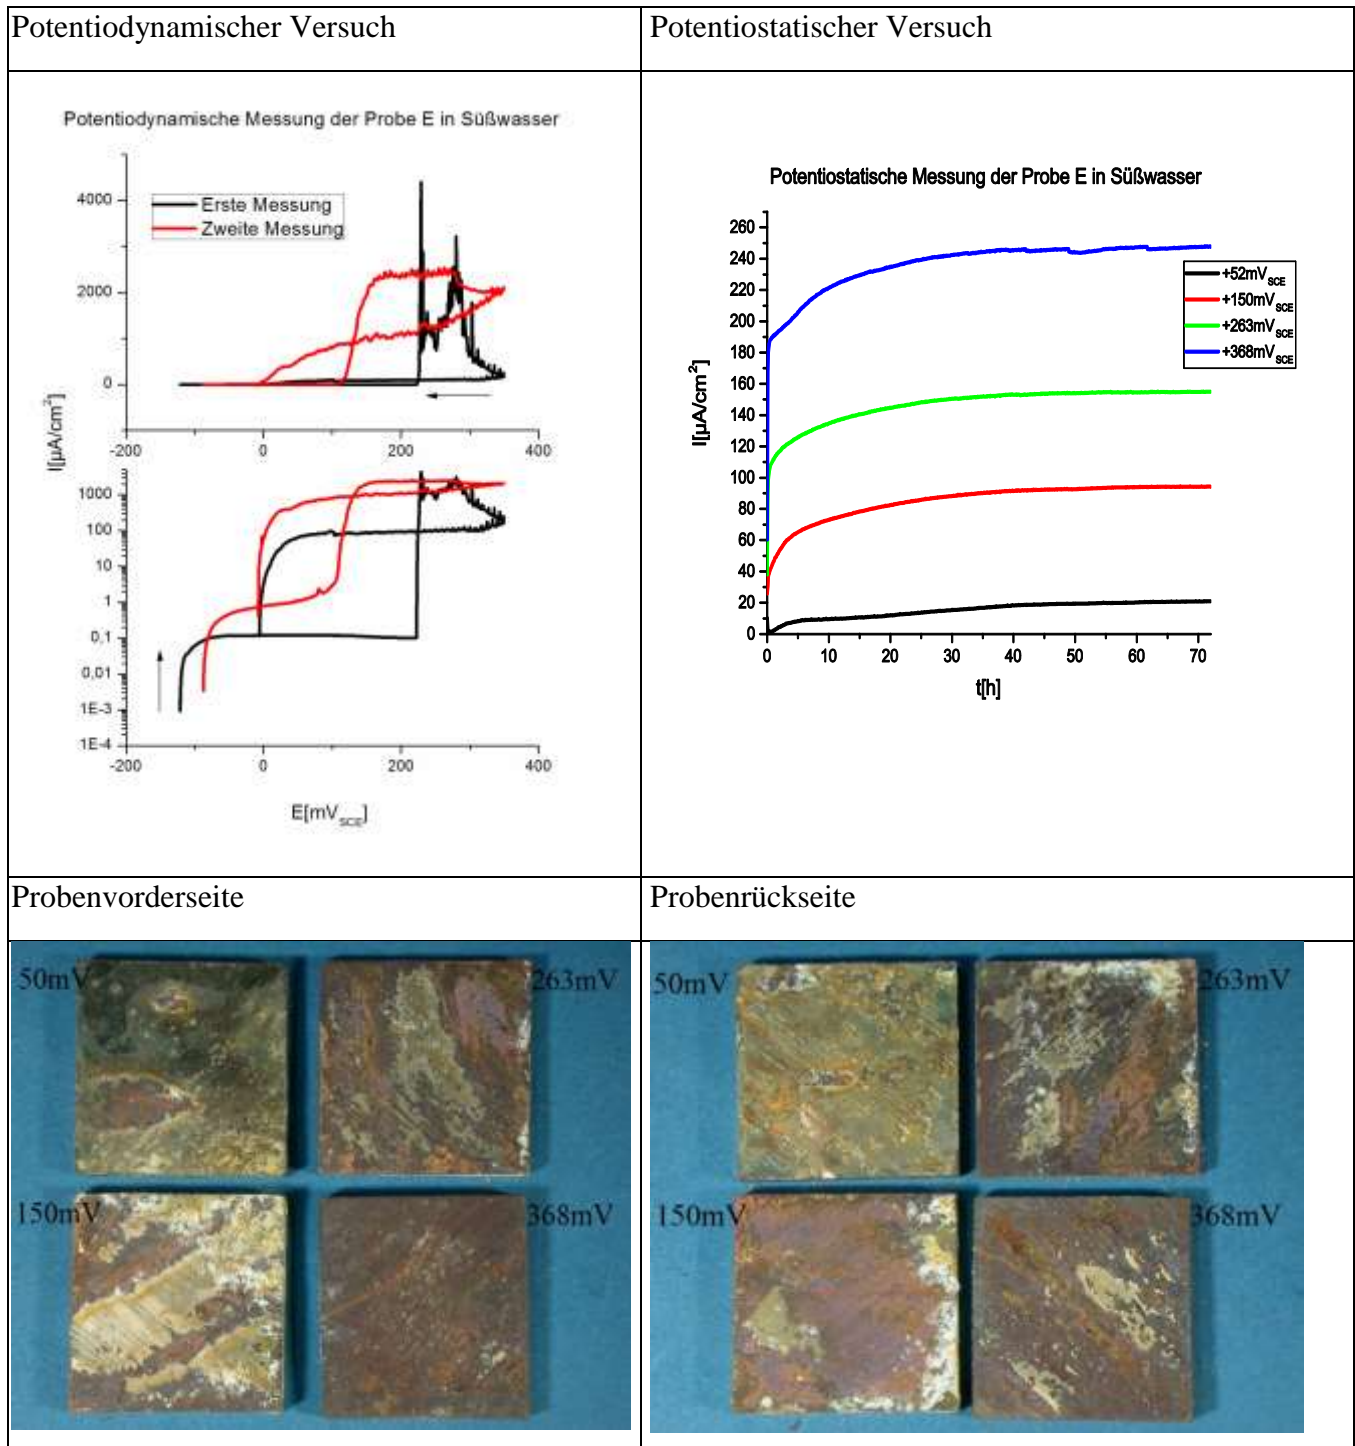 Potentiodynamischer Versuch
Potentiostatischer Versuch
Potentiodynamische Messung der Probe E in Süßwasser
4000
2000
0
Erste Messung
Zweite Messung
-200
0
200
400
I[µA/cm²]
1000
100
10
1
0,1
0,01
1E-3
1E-4
-200
0
200
400
E[mV_SCE]
Potentiostatische Messung der Probe E in Süßwasser
260
240
220
200
180
160
140
120
100
80
60
40
20
0
I[µA/cm²]
+52mV_SCE
+150mV_SCE
+263mV_SCE
+368mV_SCE
0
10
20
30
40
50
60
70
t[h]
Probenvorderseite
Probenrückseite
50mV
263mV
150mV
368mV
50mV
263mV
150mV
368mV